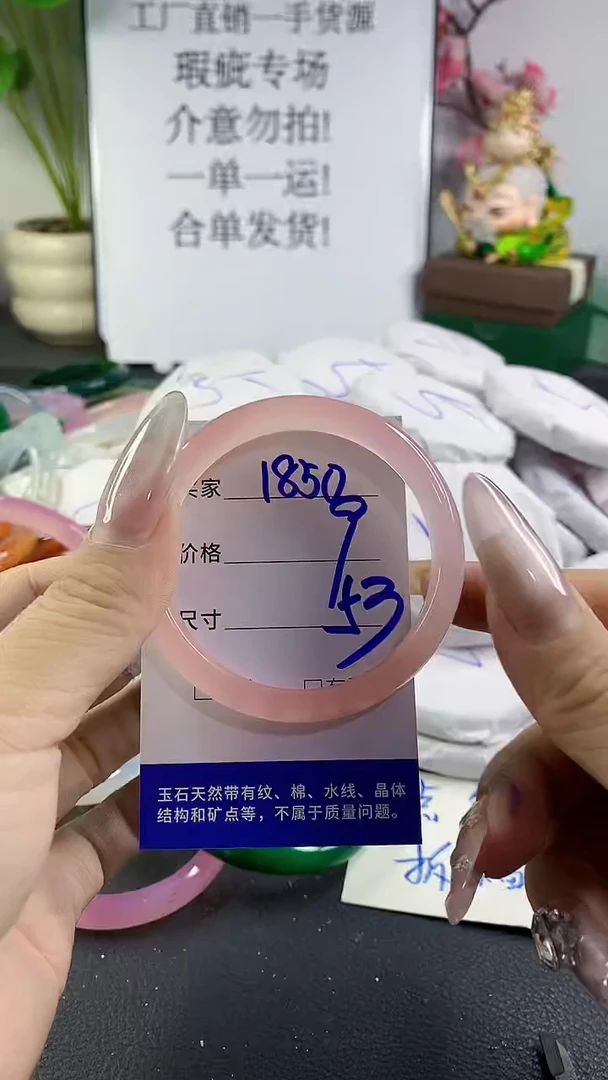 工厂直销一手货源
瑕疵专场
介意勿拍!
一单一运!
合单发货!
买家 1850
价格
尺寸 53
玉石天然带有纹、棉、水线、晶体
结构和矿点等，不属于质量问题。